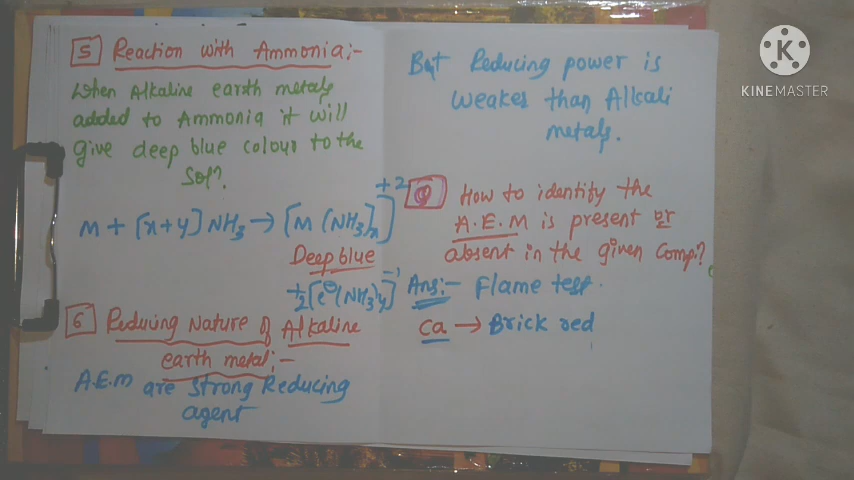 5 Reaction with Ammonia:-
When Alkaline earth metals
added to Ammonia it will
give deep blue colour to the
Solⁿ
M + [x+y] NH₃ → [M (NH₃)x]⁺²
Deep blue
+2[e⊖(NH₃)y]⁻¹
6 Reducing Nature of Alkaline
earth metal:-
A.E.M are strong Reducing
agent
But Reducing power is
weakes than Alkali
metals.
Q How to identify the
A.E.M is present or
absent in the given Comp.?
Ans:- Flame test.
Ca → Brick red
K
KINEMASTER